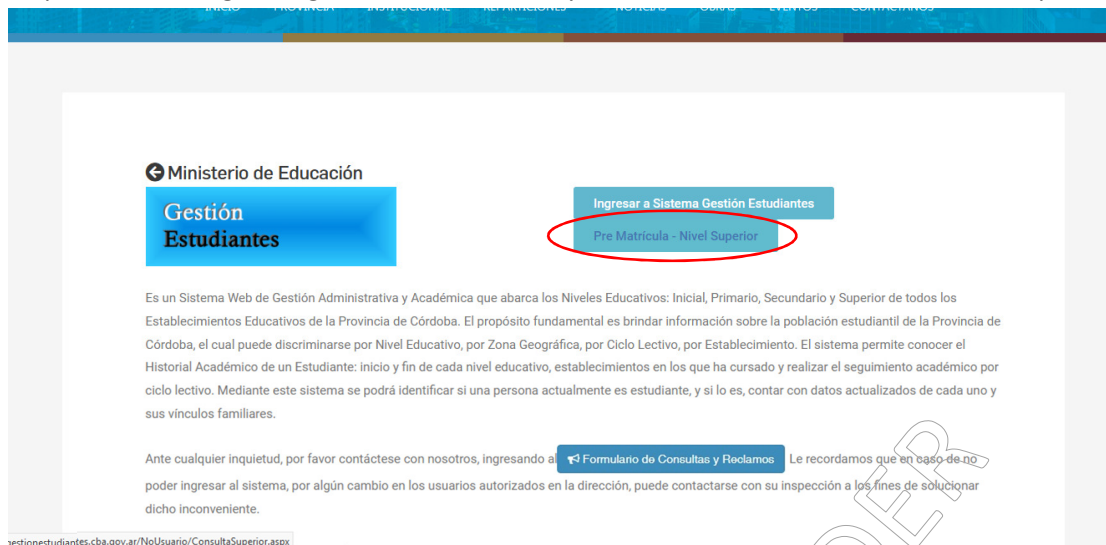 INICIO PROVINCIA INSTITUCIONAL REPARTICIONES NOTICIAS OBRAS EVENTOS CONTACTANOS
Ministerio de Educación
Gestión
Estudiantes
Ingresar a Sistema Gestión Estudiantes
Pre Matrícula - Nivel Superior
Es un Sistema Web de Gestión Administrativa y Académica que abarca los Niveles Educativos: Inicial, Primario, Secundario y Superior de todos los
Establecimientos Educativos de la Provincia de Córdoba. El propósito fundamental es brindar información sobre la población estudiantil de la Provincia de
Córdoba, el cual puede discriminarse por Nivel Educativo, por Zona Geográfica, por Ciclo Lectivo, por Establecimiento. El sistema permite conocer el
Historial Académico de un Estudiante: inicio y fin de cada nivel educativo, establecimientos en los que ha cursado y realizar el seguimiento académico por
ciclo lectivo. Mediante este sistema se podrá identificar si una persona actualmente es estudiante, y si lo es, contar con datos actualizados de cada uno y
sus vínculos familiares.
Ante cualquier inquietud, por favor contáctese con nosotros, ingresando al Formulario de Consultas y Reclamos Le recordamos que en caso de no
poder ingresar al sistema, por algún cambio en los usuarios autorizados en la dirección, puede contactarse con su inspección a los fines de solucionar
dicho inconveniente.
gestionestudiantes.cba.gov.ar/NoUsuario/ConsultaSuperior.aspx